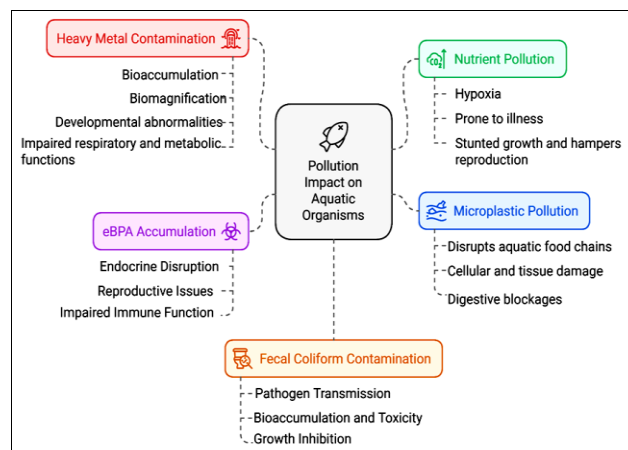 Heavy Metal Contamination
Bioaccumulation
Biomagnification
Developmental abnormalities
Impaired respiratory and metabolic
functions
CO2
Nutrient Pollution
Hypoxia
Prone to illness
Stunted growth and hampers
reproduction
Pollution
Impact on
Aquatic
Organisms
eBPA Accumulation
Endocrine Disruption
Reproductive Issues
Impaired Immune Function
Microplastic Pollution
Disrupts aquatic food chains
Cellular and tissue damage
Digestive blockages
Fecal Coliform Contamination
Pathogen Transmission
Bioaccumulation and Toxicity
Growth Inhibition